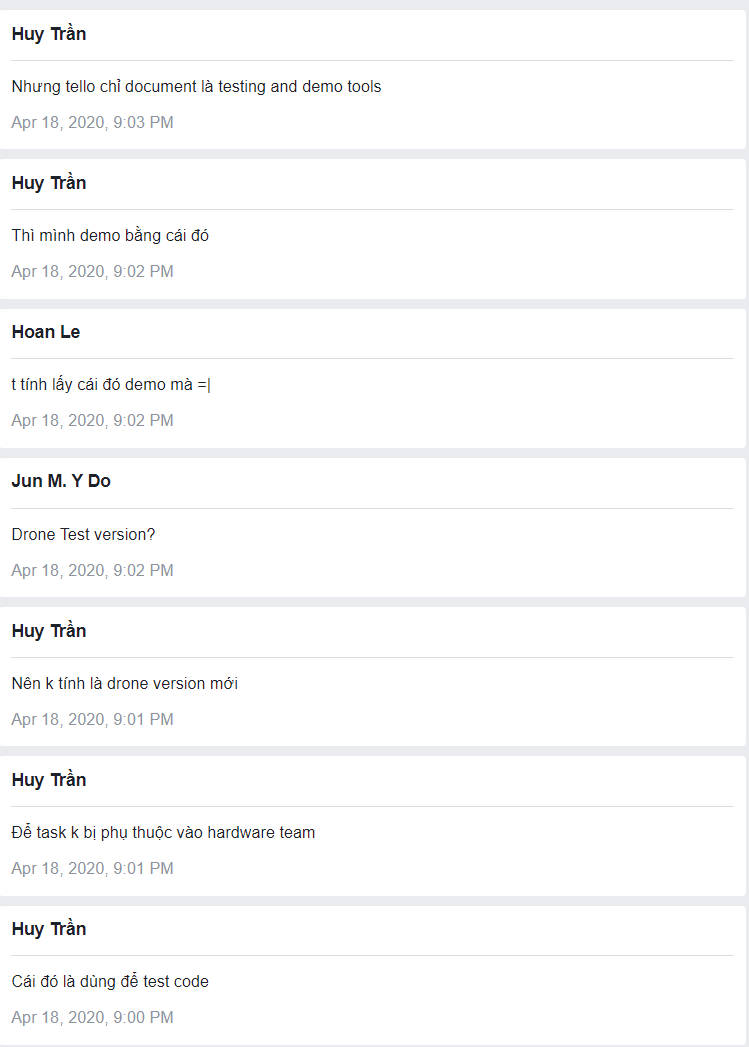 Huy Trần
Nhưng tello chỉ document là testing and demo tools
Apr 18, 2020, 9:03 PM
Huy Trần
Thì mình demo bằng cái đó
Apr 18, 2020, 9:02 PM
Hoan Le
t tính lấy cái đó demo mà =|
Apr 18, 2020, 9:02 PM
Jun M. Y Do
Drone Test version?
Apr 18, 2020, 9:02 PM
Huy Trần
Nên k tính là drone version mới
Apr 18, 2020, 9:01 PM
Huy Trần
Để task k bị phụ thuộc vào hardware team
Apr 18, 2020, 9:01 PM
Huy Trần
Cái đó là dùng để test code
Apr 18, 2020, 9:00 PM